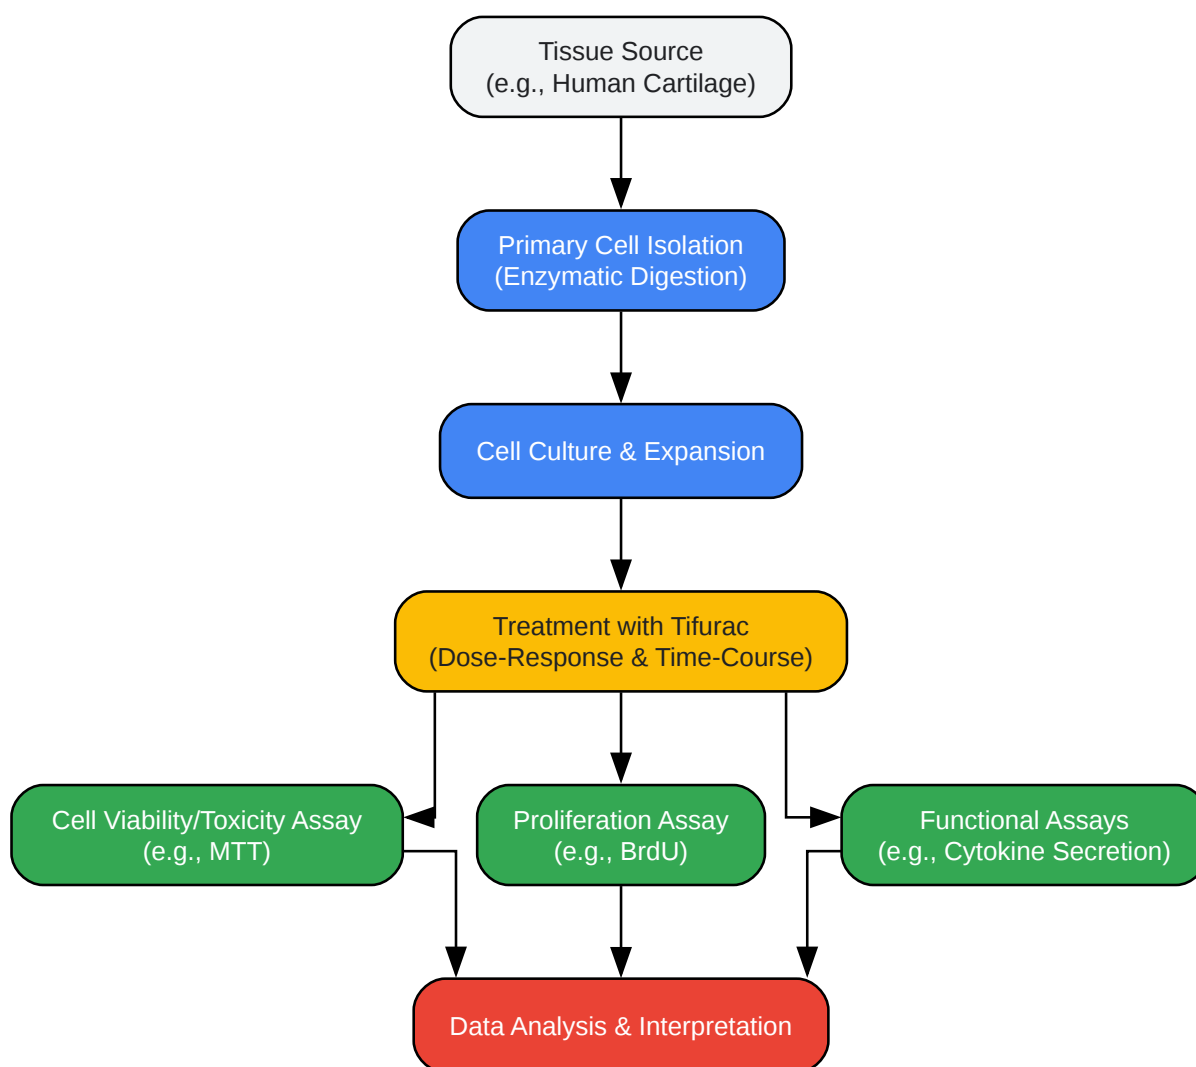 Tissue Source
(e.g., Human Cartilage)
Primary Cell Isolation
(Enzymatic Digestion)
Cell Culture & Expansion
Treatment with Tifurac
(Dose-Response & Time-Course)
Cell Viability/Toxicity Assay
(e.g., MTT)
Proliferation Assay
(e.g., BrdU)
Functional Assays
(e.g., Cytokine Secretion)
Data Analysis & Interpretation